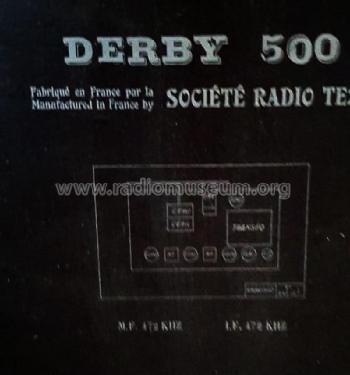 DERBY 500
Fabriqué en France par la
Manufactured in France by
SOCIÉTÉ RADIO TE
www.radiomuseum.org
TRANSFO
M.F. 472 KHZ
I.F. 472 KHZ